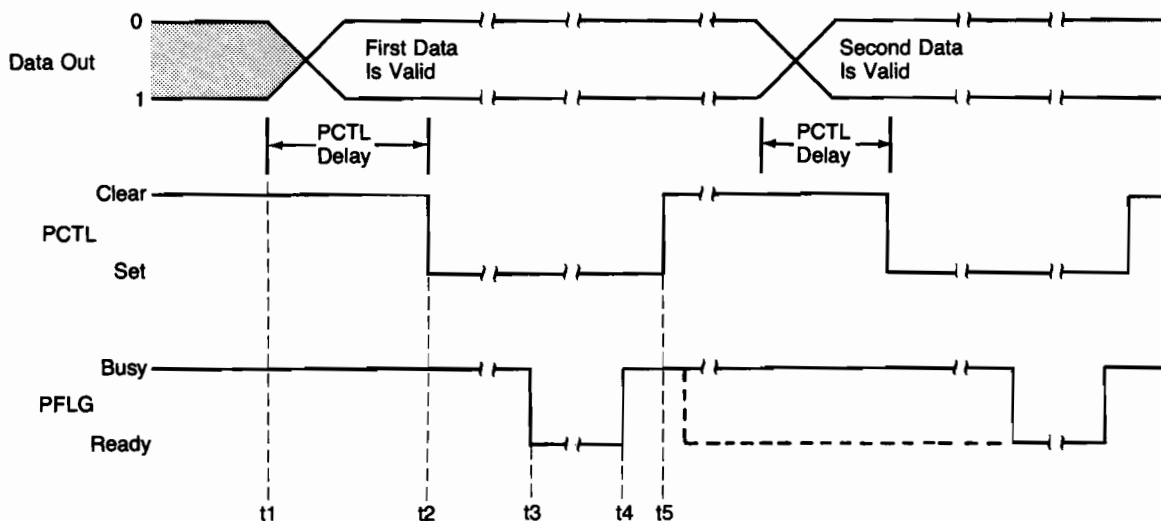 0
Data Out
1
First Data
Is Valid
Second Data
Is Valid
PCTL
Delay
PCTL
Delay
Clear
PCTL
Set
Busy
PFLG
Ready
t1
t2
t3
t4
t5